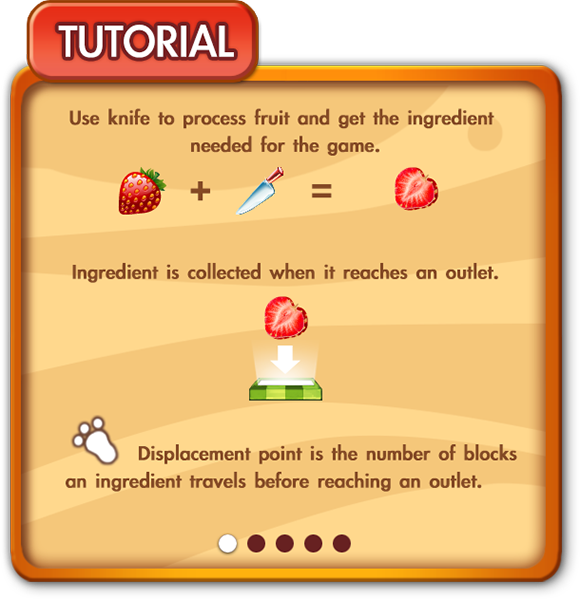 TUTORIAL
Use knife to process fruit and get the ingredient
needed for the game.
+ =
Ingredient is collected when it reaches an outlet.
Displacement point is the number of blocks
an ingredient travels before reaching an outlet.